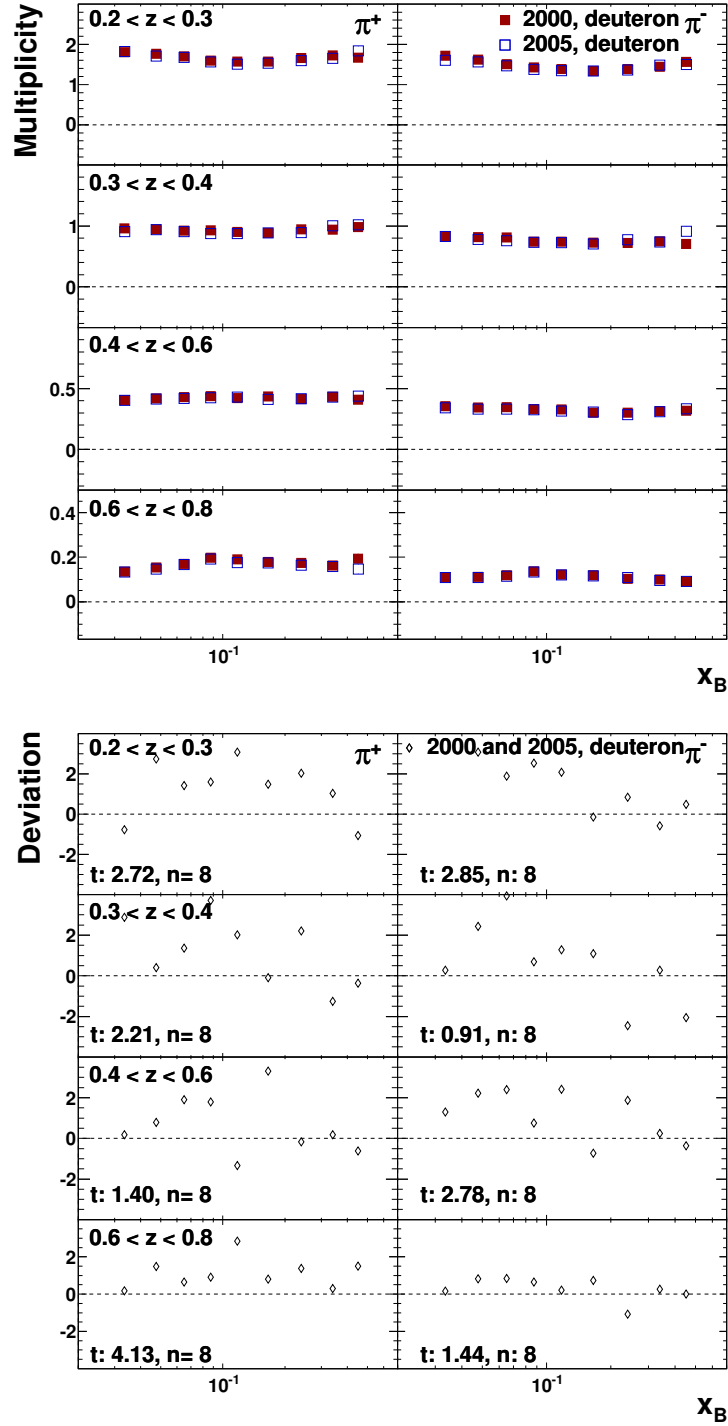 Multiplicity
0.2 < z < 0.3
π+
2000, deuteron
π-
2005, deuteron
2
1
0
0.3 < z < 0.4
1
0
0.4 < z < 0.6
0.5
0
0.6 < z < 0.8
0.4
0.2
0
10-1
10-1
xB
Deviation
0.2 < z < 0.3
π+
2000 and 2005, deuteron
π-
2
0
-2
t: 2.72, n= 8
t: 2.85, n: 8
0.3 < z < 0.4
2
0
-2
t: 2.21, n= 8
t: 0.91, n: 8
0.4 < z < 0.6
2
0
-2
t: 1.40, n= 8
t: 2.78, n: 8
0.6 < z < 0.8
2
0
-2
t: 4.13, n= 8
t: 1.44, n: 8
10-1
10-1
xB